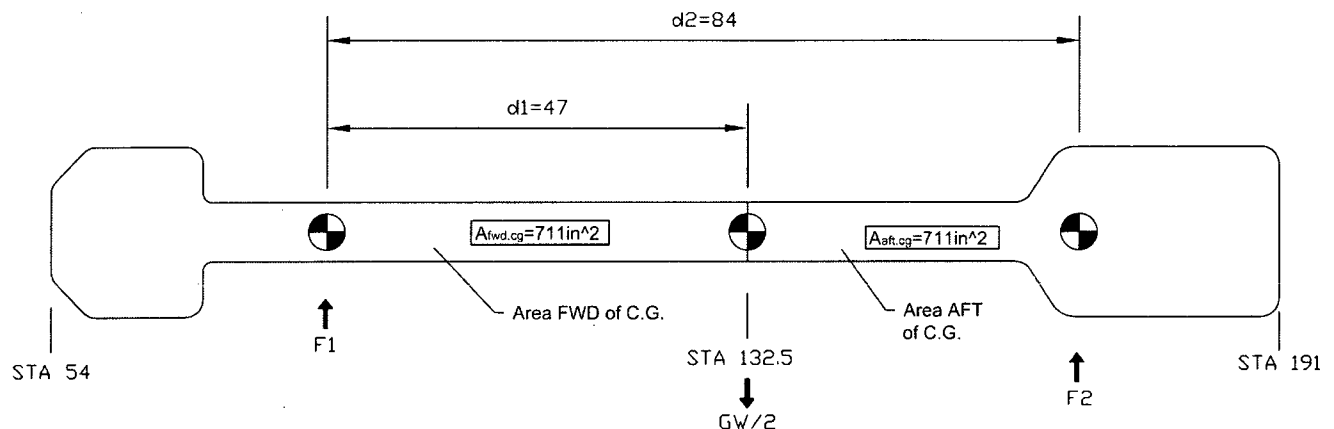 d2=84
d1=47
Afwd.cg=711in^2
Aaft.cg=711in^2
Area FWD of C.G.
Area AFT
of C.G.
F1
STA 54
STA 132.5
GW/2
F2
STA 191